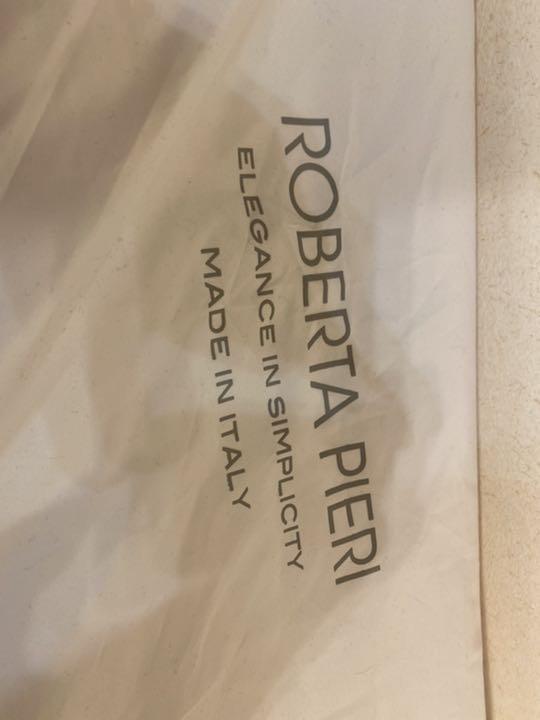 ROBERTA PIERI
ELEGANCE IN SIMPLICITY
MADE IN ITALY